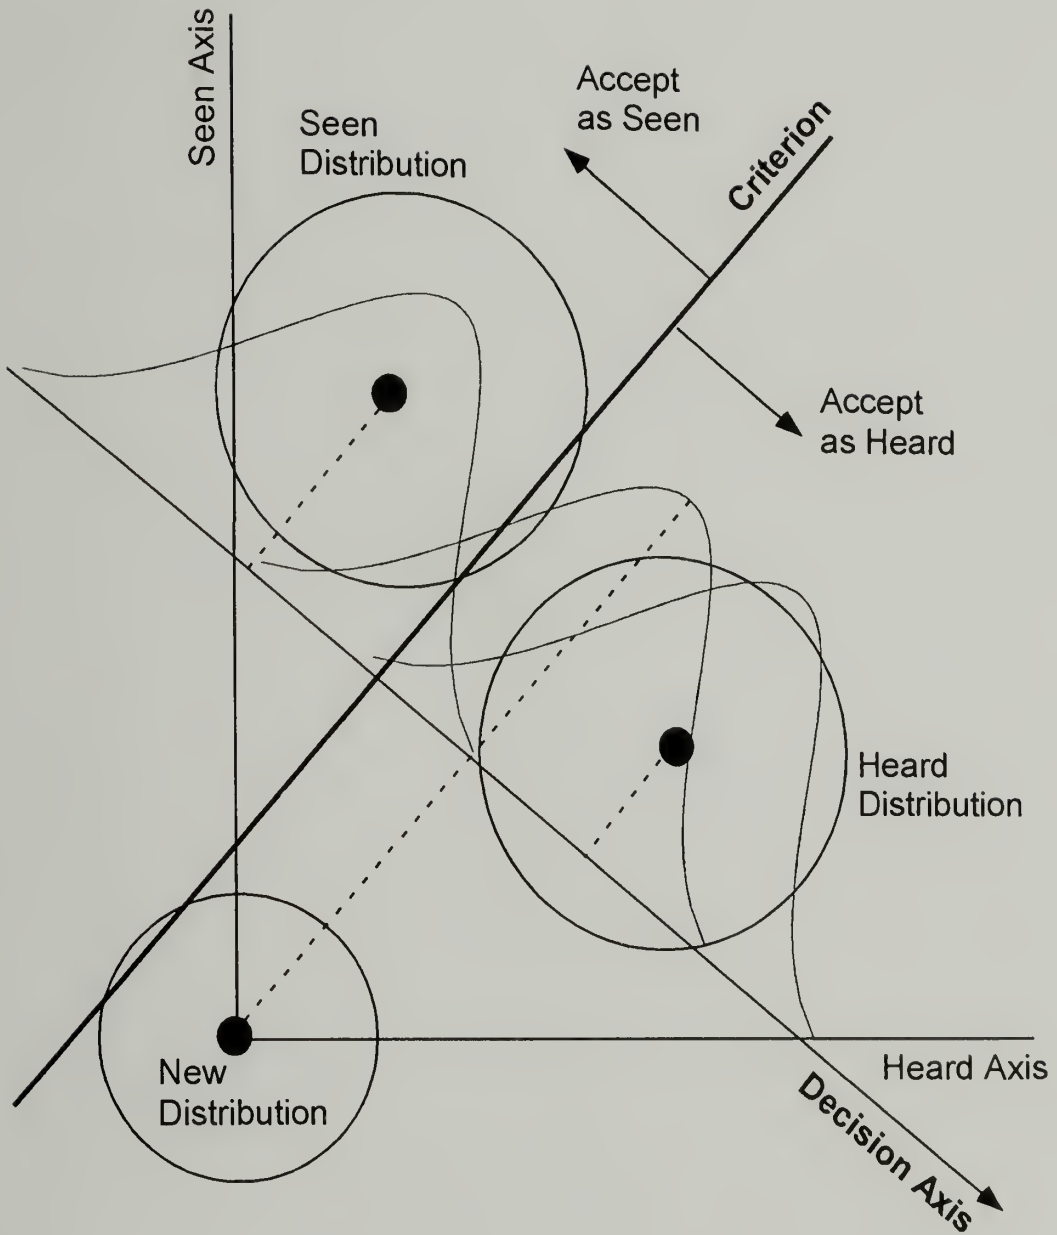 Seen Axis
Seen
Distribution
Accept
as Seen
Criterion
Accept
as Heard
Heard
Distribution
New
Distribution
Heard Axis
Decision Axis